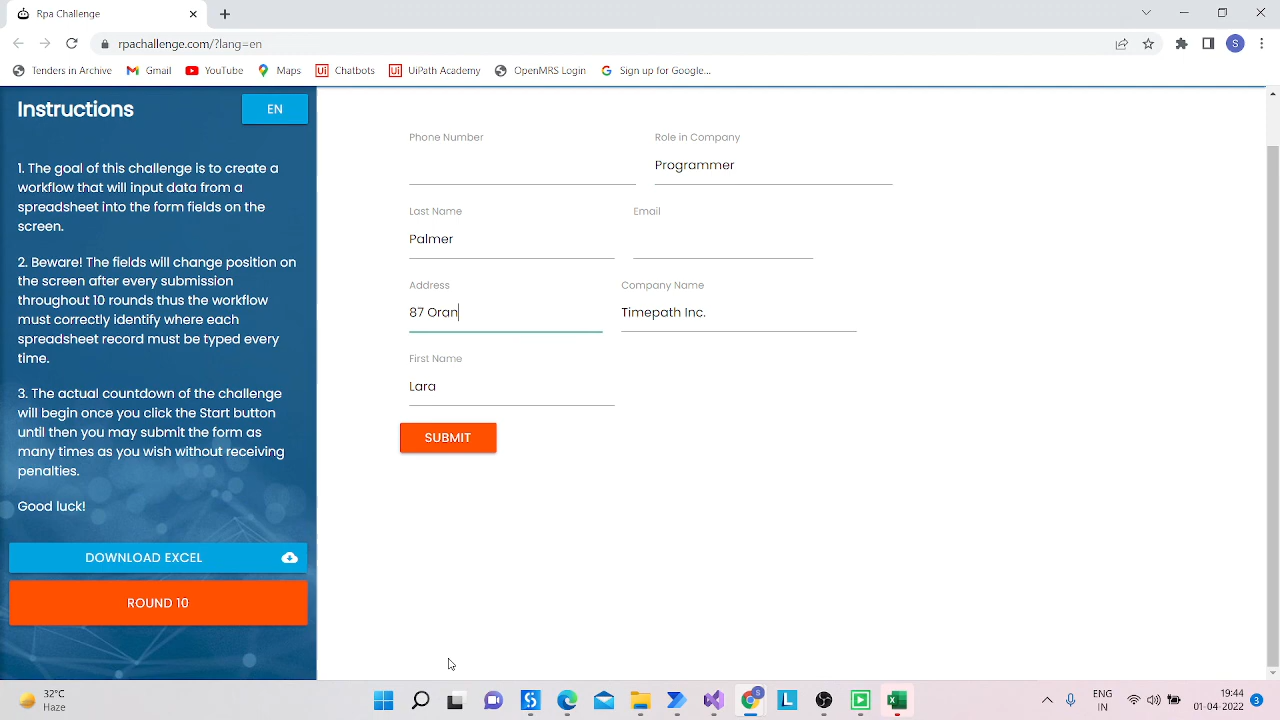 Rpa Challenge
rpachallenge.com/?lang=en
S
Tenders in Archive
Gmail
YouTube
Maps
Ui Chatbots
Ui UiPath Academy
OpenMRS Login
G Sign up for Google...
Instructions
EN
1. The goal of this challenge is to create a
workflow that will input data from a
spreadsheet into the form fields on the
screen.
2. Beware! The fields will change position on
the screen after every submission
throughout 10 rounds thus the workflow
must correctly identify where each
spreadsheet record must be typed every
time.
3. The actual countdown of the challenge
will begin once you click the Start button
until then you may submit the form as
many times as you wish without receiving
penalties.
Good luck!
DOWNLOAD EXCEL
ROUND 10
Phone Number
Role in Company
Programmer
Last Name
Email
Palmer
Address
Company Name
87 Oran
Timepath Inc.
First Name
Lara
SUBMIT
32°C
Haze
S
L
ENG
IN
19:44
01-04-2022
3